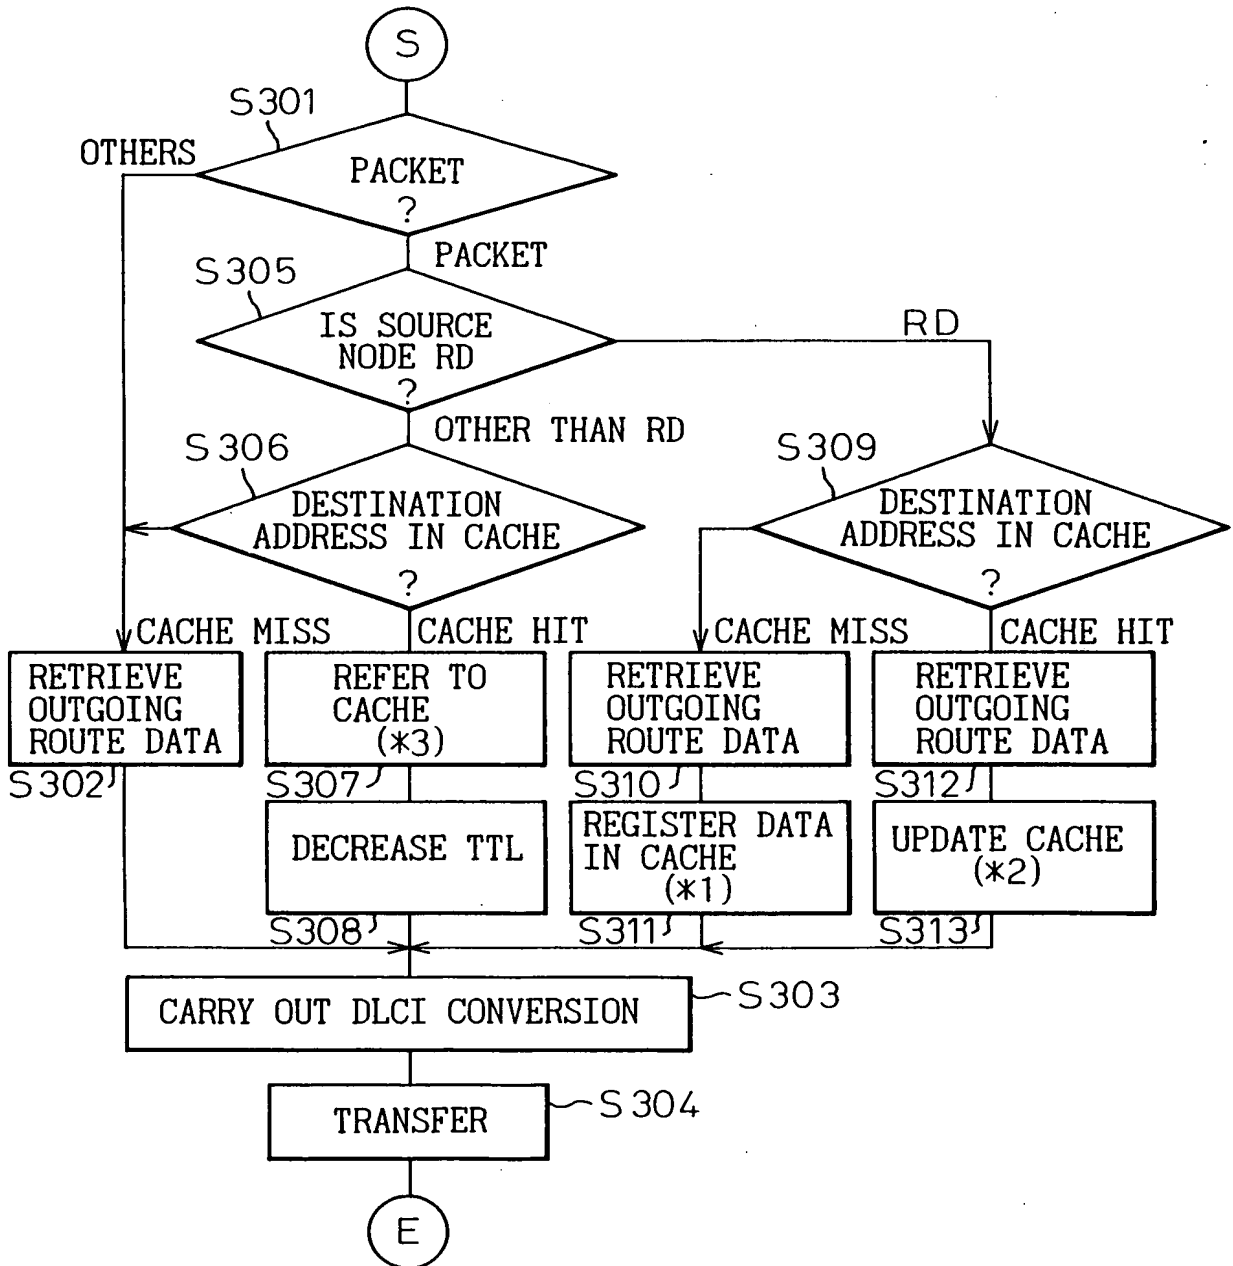 S
S301
OTHERS
PACKET
?
PACKET
S305
IS SOURCE
NODE RD
?
RD
OTHER THAN RD
S306
DESTINATION
ADDRESS IN CACHE
?
S309
DESTINATION
ADDRESS IN CACHE
?
CACHE MISS
CACHE HIT
CACHE MISS
CACHE HIT
RETRIEVE
OUTGOING
ROUTE DATA
S302
REFER TO
CACHE
(*3)
S307
RETRIEVE
OUTGOING
ROUTE DATA
S310
RETRIEVE
OUTGOING
ROUTE DATA
S312
DECREASE TTL
S308
REGISTER DATA
IN CACHE
(*1)
S311
UPDATE CACHE
(*2)
S313
CARRY OUT DLCI CONVERSION
S303
TRANSFER
S304
E